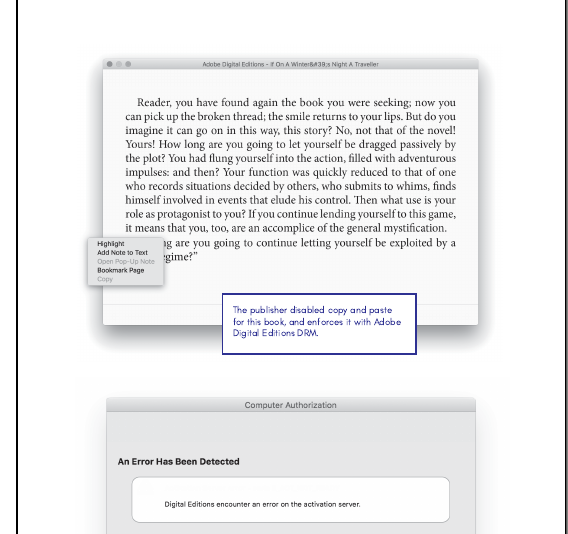 Adobe Digital Editions - If On A Winter&#39;s Night A Traveller
Reader, you have found again the book you were seeking; now you
can pick up the broken thread; the smile returns to your lips. But do you
imagine it can go on in this way, this story? No, not that of the novel!
Yours! How long are you going to let yourself be dragged passively by
the plot? You had flung yourself into the action, filled with adventurous
impulses: and then? Your function was quickly reduced to that of one
who records situations decided by others, who submits to whims, finds
himself involved in events that elude his control. Then what use is your
role as protagonist to you? If you continue lending yourself to this game,
it means that you, too, are an accomplice of the general mystification.
ng are you going to continue letting yourself be exploited by a
egime?”
Highlight
Add Note to Text
Open Pop-Up Note
Bookmark Page
Copy
The publisher disabled copy and paste
for this book, and enforces it with Adobe
Digital Editions DRM.
Computer Authorization
An Error Has Been Detected
Digital Editions encounter an error on the activation server.